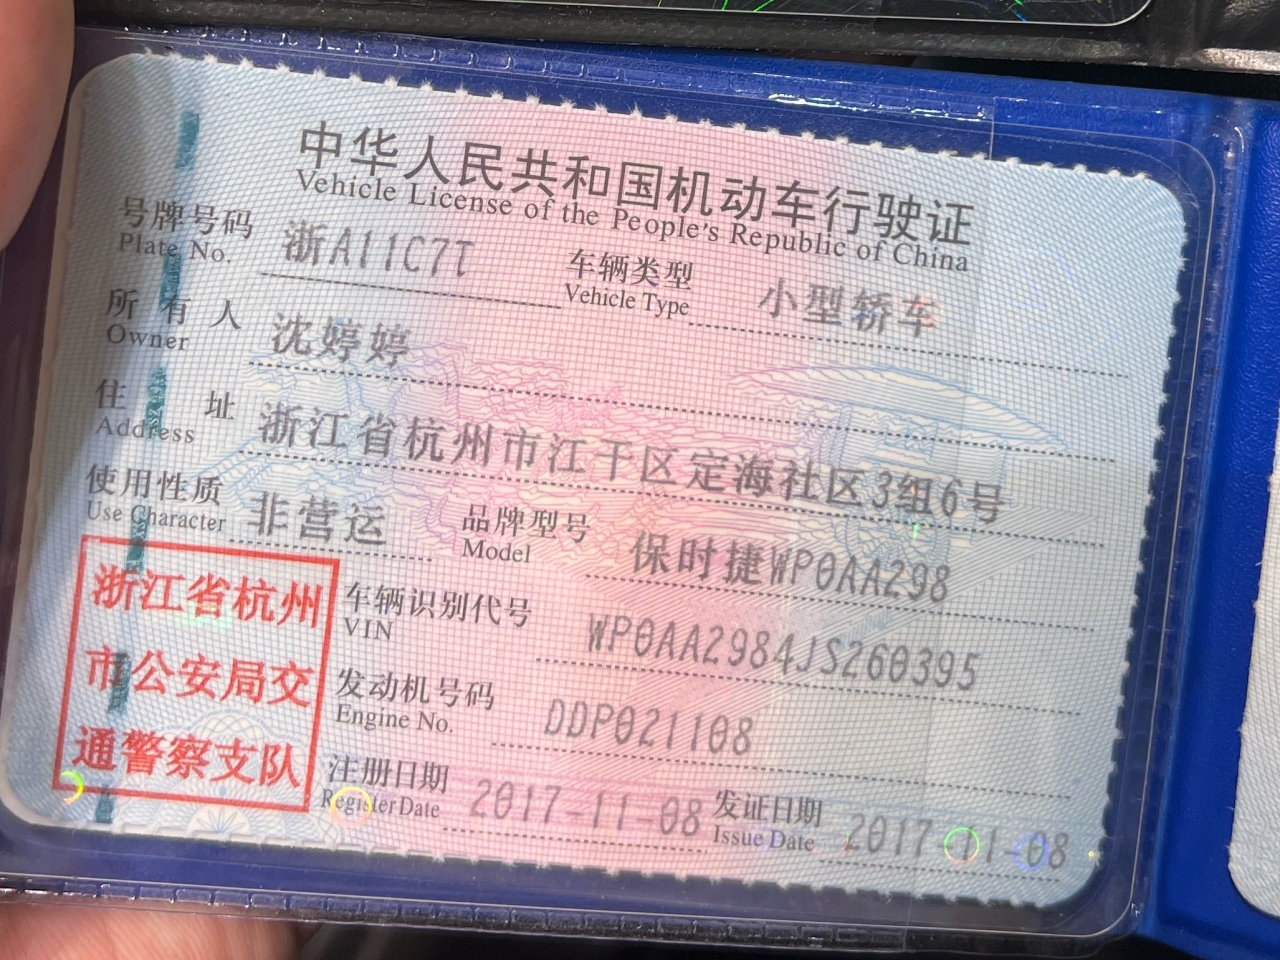 中华人民共和国机动车行驶证
Vehicle License of the People's Republic of China
号牌号码 浙A11C7T 车辆类型 小型轿车
Plate No. Vehicle Type
所有人 沈婷婷
Owner
住址 浙江省杭州市江干区定海社区3组6号
Address
使用性质 非营运 品牌型号 保时捷WP0AA298
Use Character Model
浙江省杭州
市公安局交
通警察支队
车辆识别代号 WP0AA2984JS260395
VIN
发动机号码 DDP021108
Engine No.
注册日期 2017-11-08 发证日期 2017-11-08
Register Date Issue Date